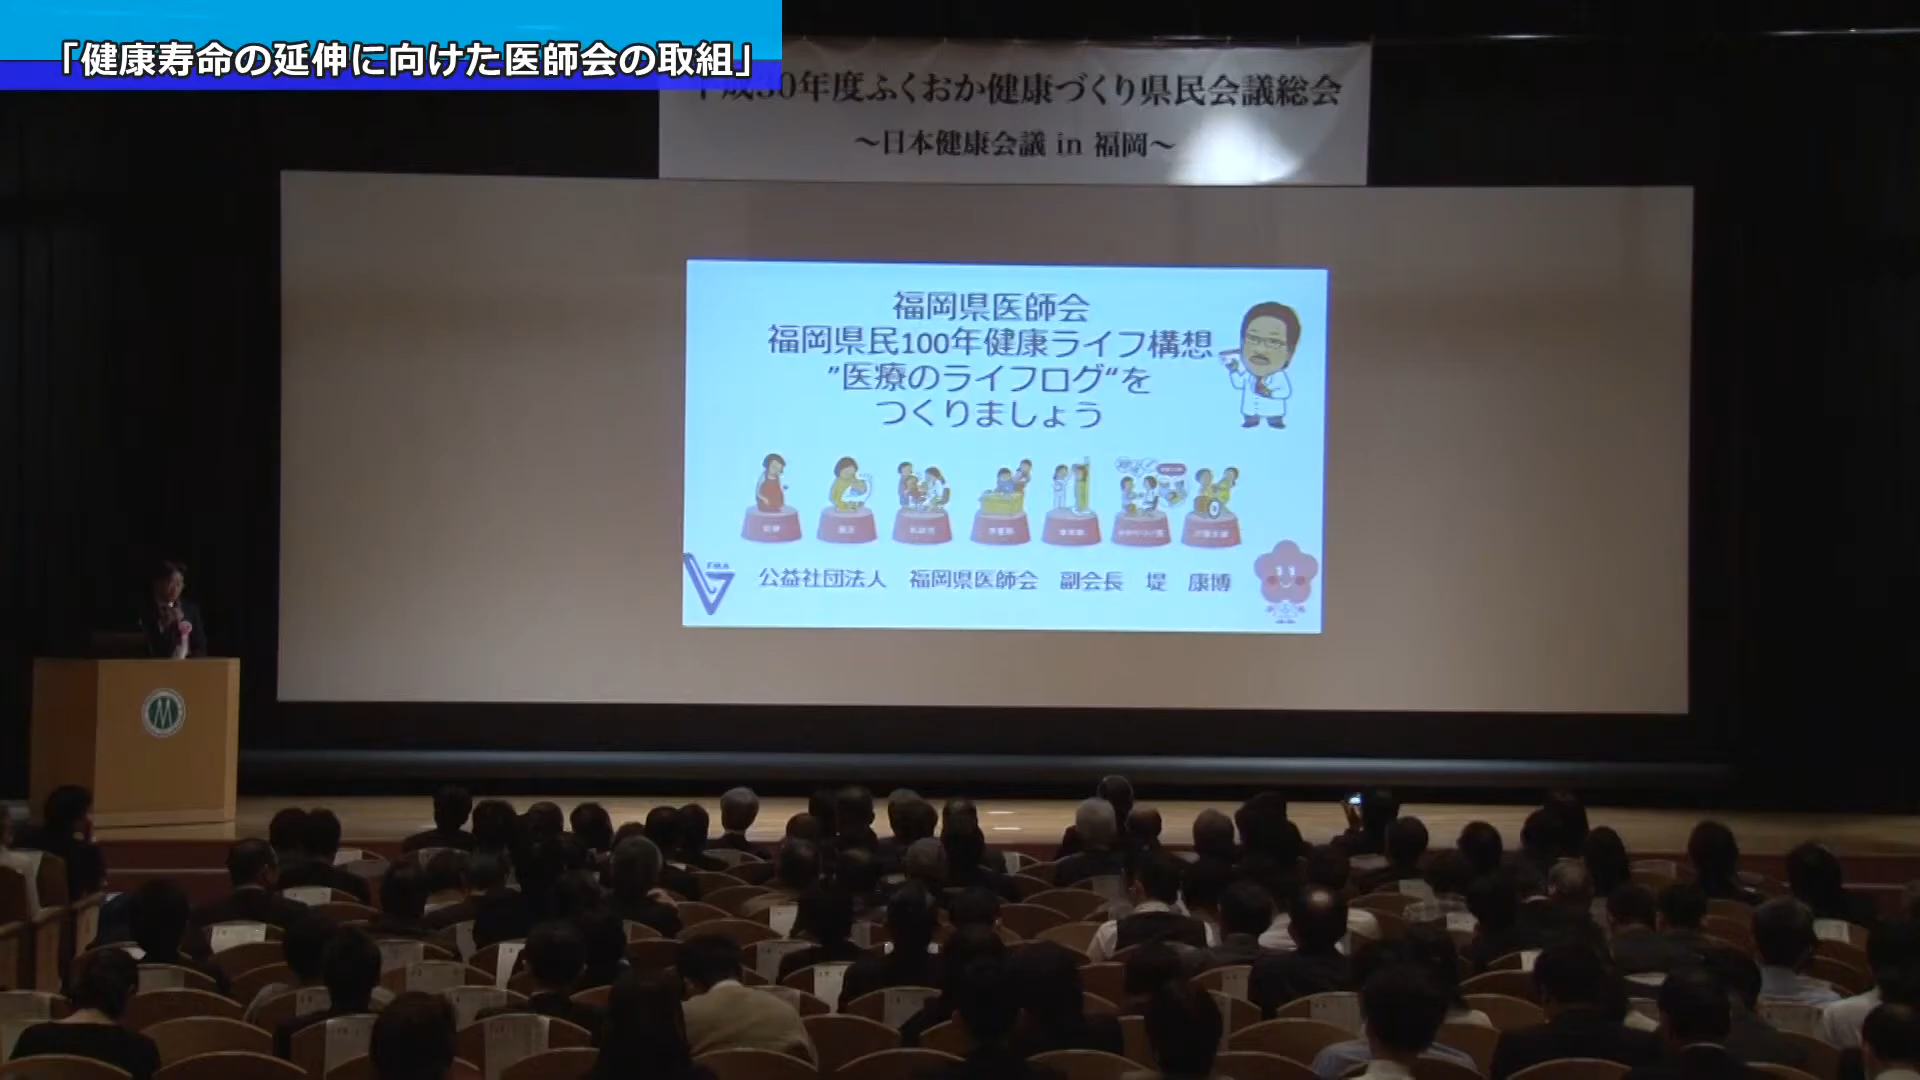 「健康寿命の延伸に向けた医師会の取組」
平成30年度ふくおか健康づくり県民会議総会
～日本健康会議 in 福岡～
福岡県医師会
福岡県民100年健康ライフ構想
”医療のライフログ“を
つくりましょう
公益社団法人 福岡県医師会 副会長 堤 康博